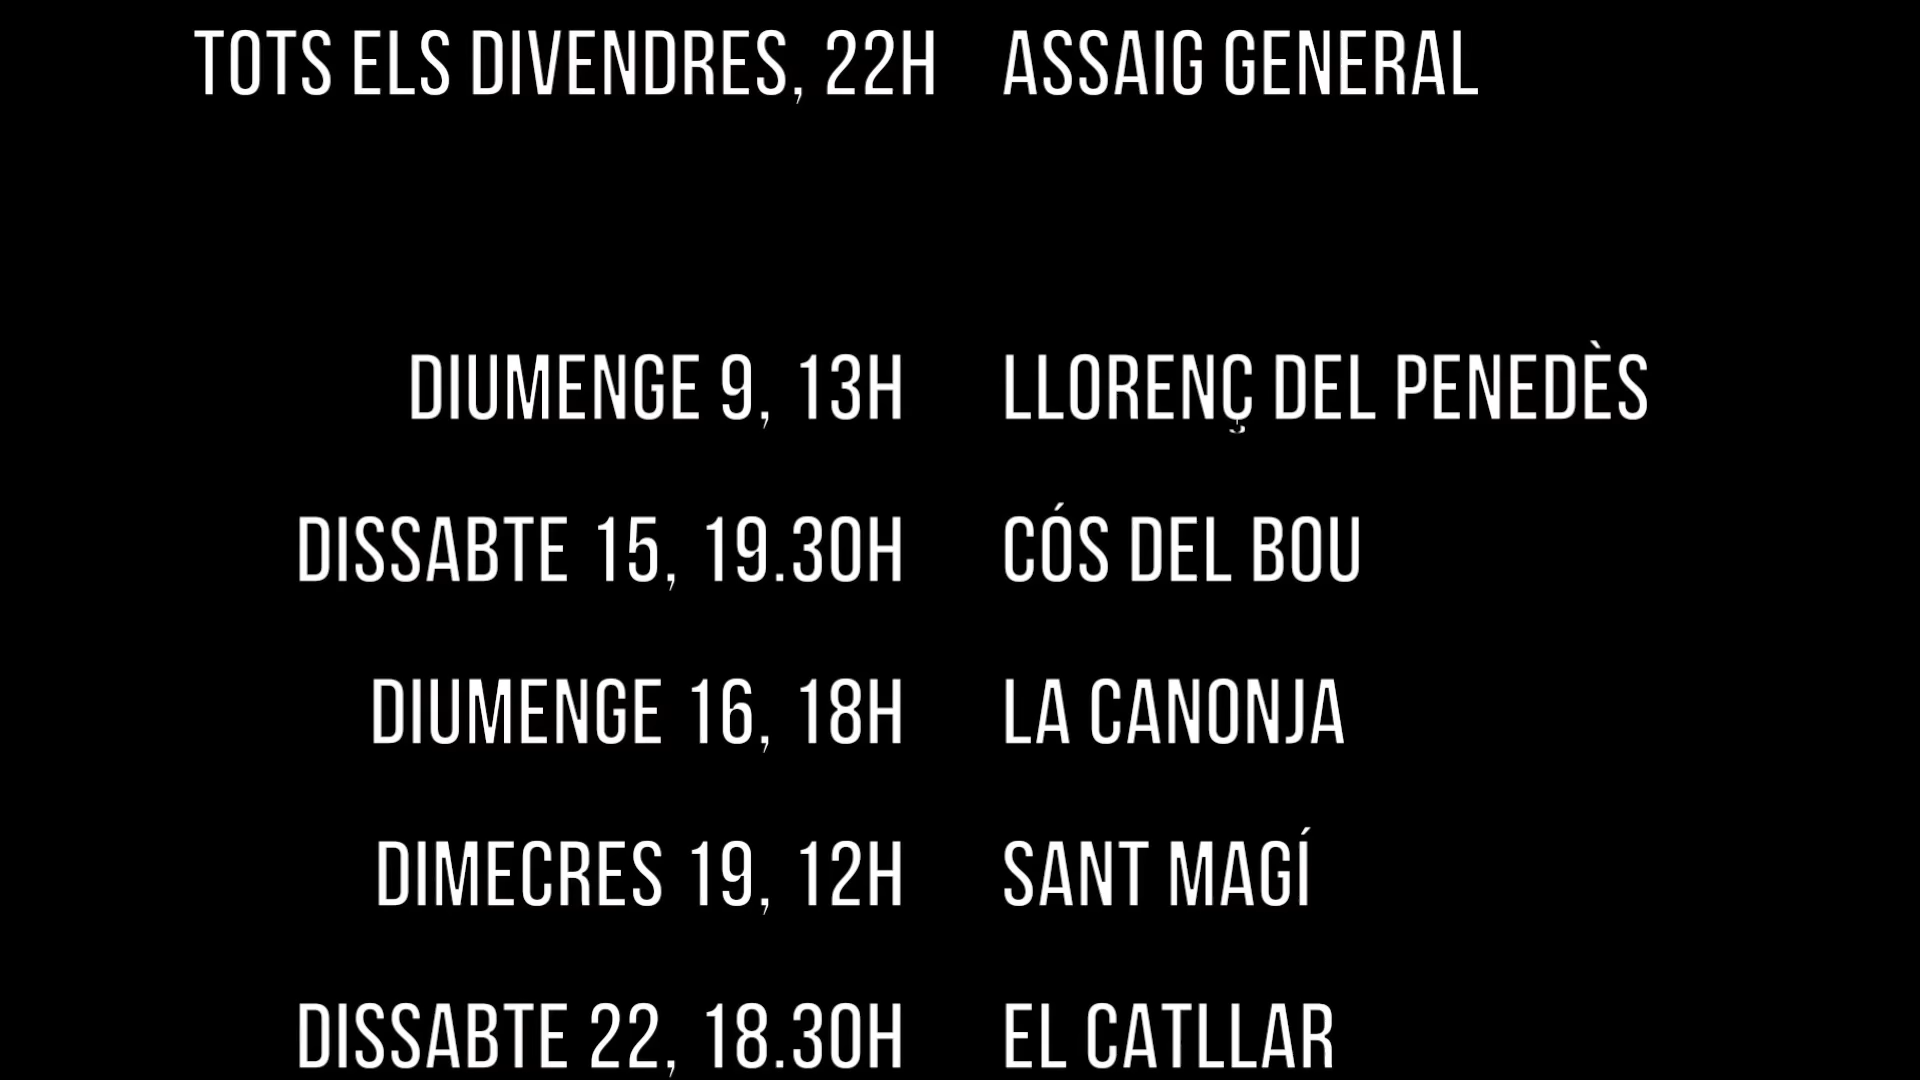 TOTS ELS DIVENDRES, 22H ASSAIG GENERAL
DIUMENGE 9, 13H LLORENÇ DEL PENEDÈS
DISSABTE 15, 19.30H CÓS DEL BOU
DIUMENGE 16, 18H LA CANONJA
DIMECRES 19, 12H SANT MAGÍ
DISSABTE 22, 18.30H EL CATLLAR